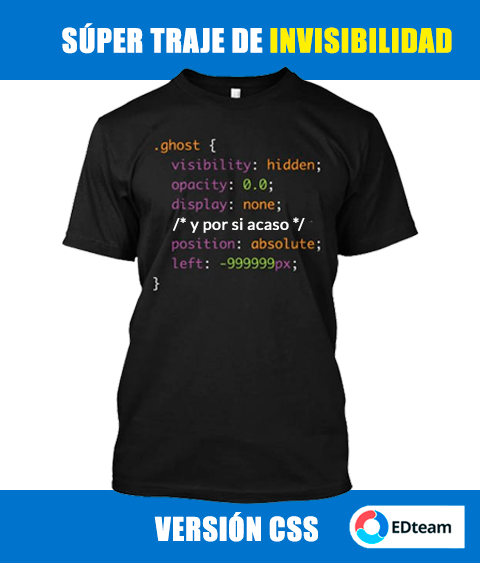 SÚPER TRAJE DE INVISIBILIDAD
.ghost {
visibility: hidden;
opacity: 0.0;
display: none;
/* y por si acaso */
position: absolute;
left: -999999px;
}
VERSIÓN CSS
EDteam